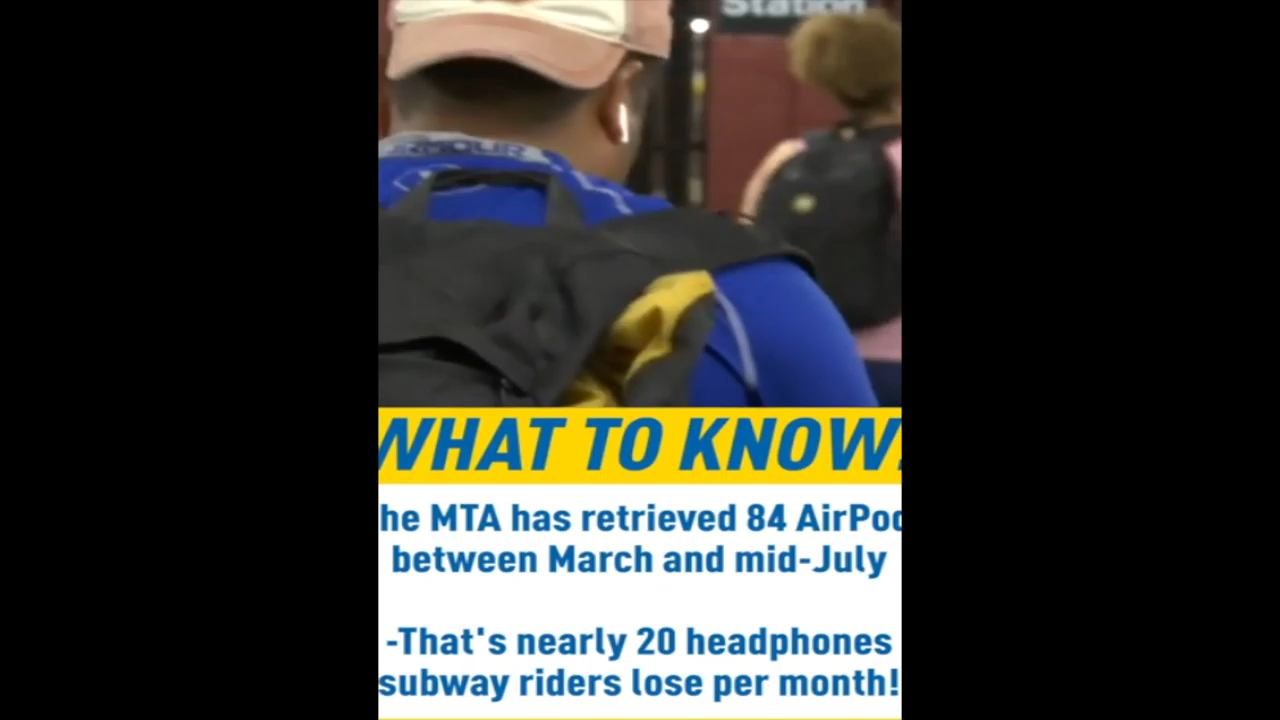 Station
WHAT TO KNOW:
he MTA has retrieved 84 AirPod
between March and mid-July
-That's nearly 20 headphones
subway riders lose per month!